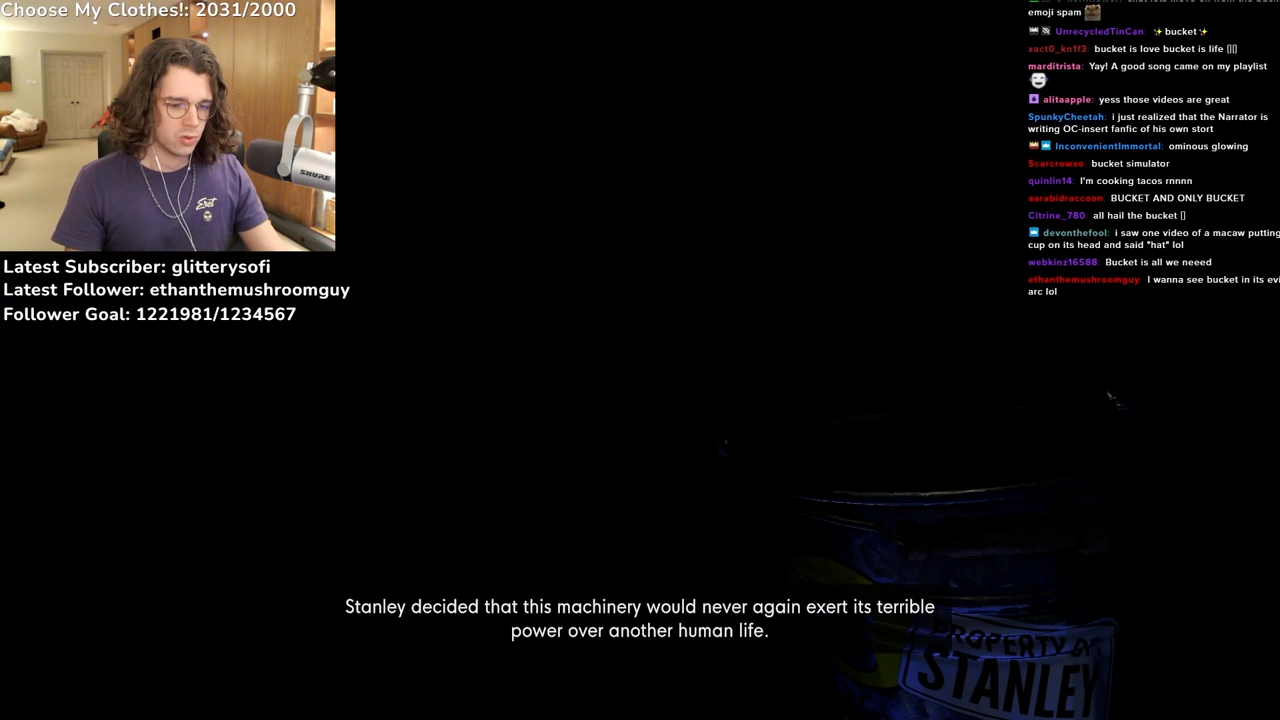 Choose My Clothes!: 2031/2000
SHURE
Eret
Latest Subscriber: glitterysofi
Latest Follower: ethanthemushroomguy
Follower Goal: 1221981/1234567
emoji spam
UnrecycledTinCan: ✨bucket✨
xact0_kn1f3: bucket is love bucket is life
marditrista: Yay! A good song came on my playlist
alitaapple: yess those videos are great
SpunkyCheetah: i just realized that the Narrator is
writing OC-insert fanfic of his own stort
InconvenientImmortal: ominous glowing
Scarcrowxo: bucket simulator
quinlin14: I'm cooking tacos rnnnn
aarabidraccoon: BUCKET AND ONLY BUCKET
Citrine_780: all hail the bucket
devonthefool: i saw one video of a macaw putting
cup on its head and said "hat" lol
webkinz16588: Bucket is all we neeed
ethanthemushroomguy: I wanna see bucket in its evi
arc lol
Stanley decided that this machinery would never again exert its terrible
power over another human life.
PROPERTY OF
STANLEY